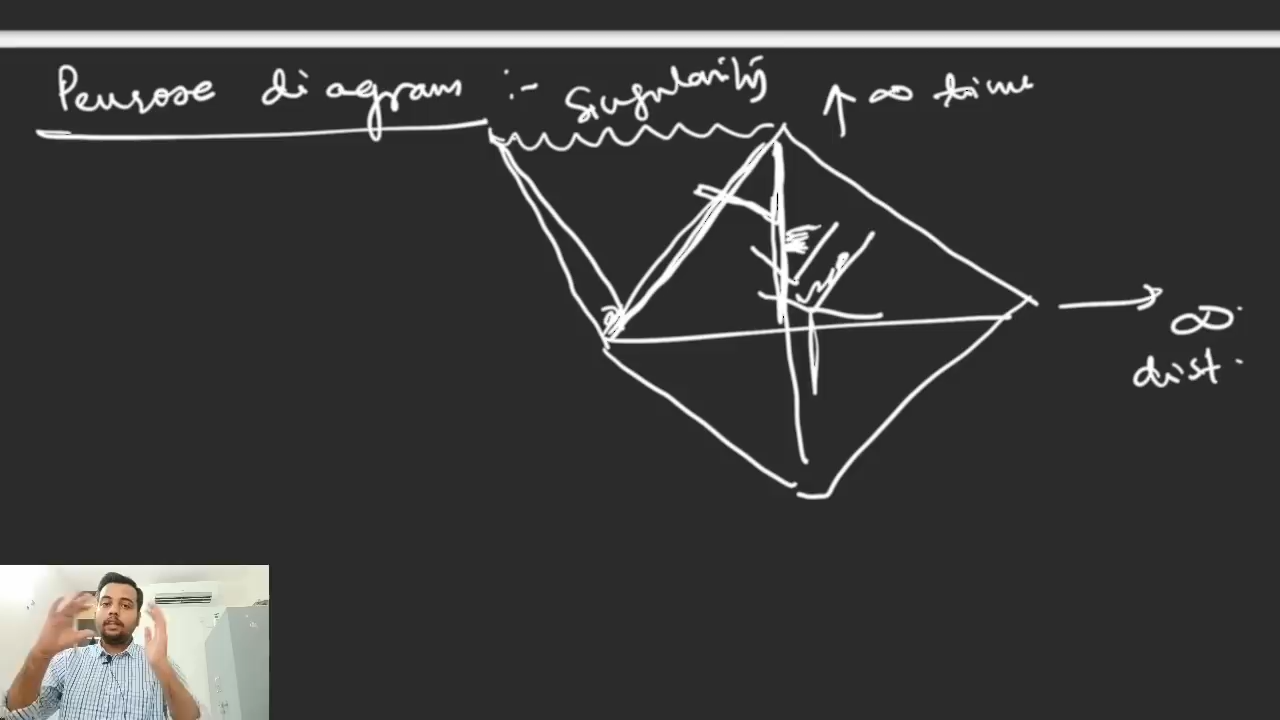 Penrose diagram :-
Singularity
↑ ∞ time
→ ∞
dist.